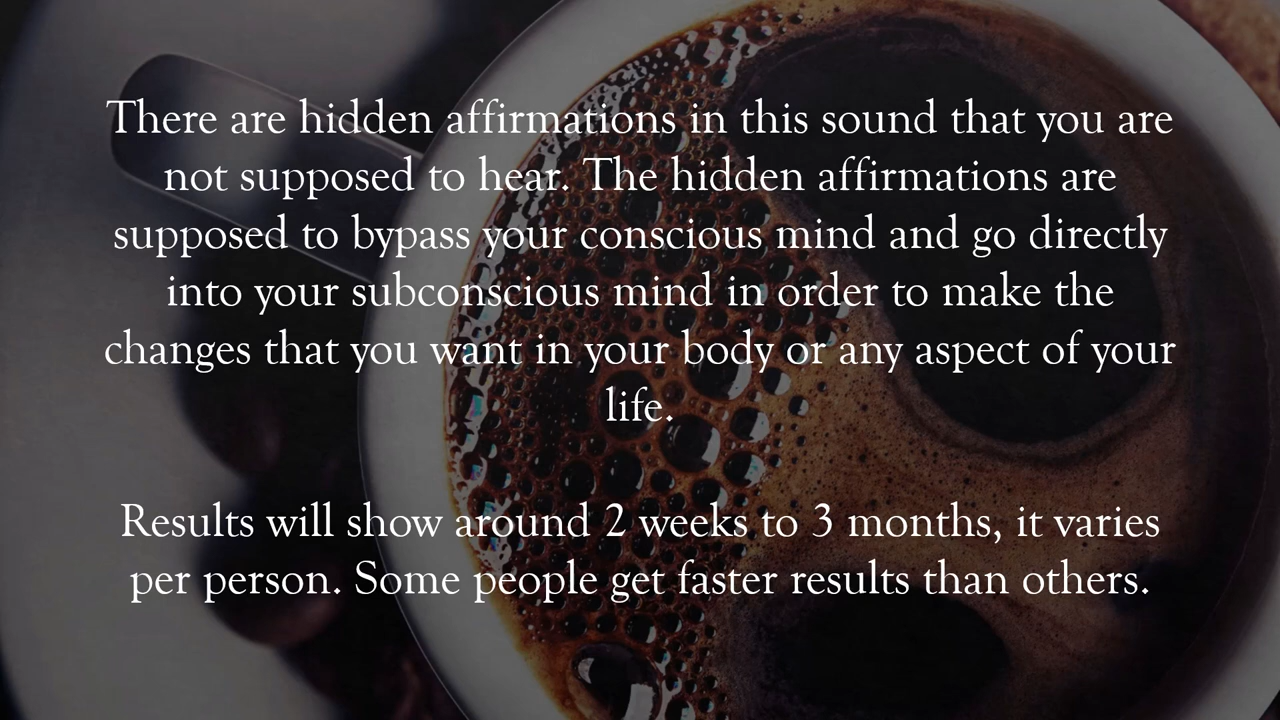 There are hidden affirmations in this sound that you are
not supposed to hear. The hidden affirmations are
supposed to bypass your conscious mind and go directly
into your subconscious mind in order to make the
changes that you want in your body or any aspect of your
life.
Results will show around 2 weeks to 3 months, it varies
per person. Some people get faster results than others.